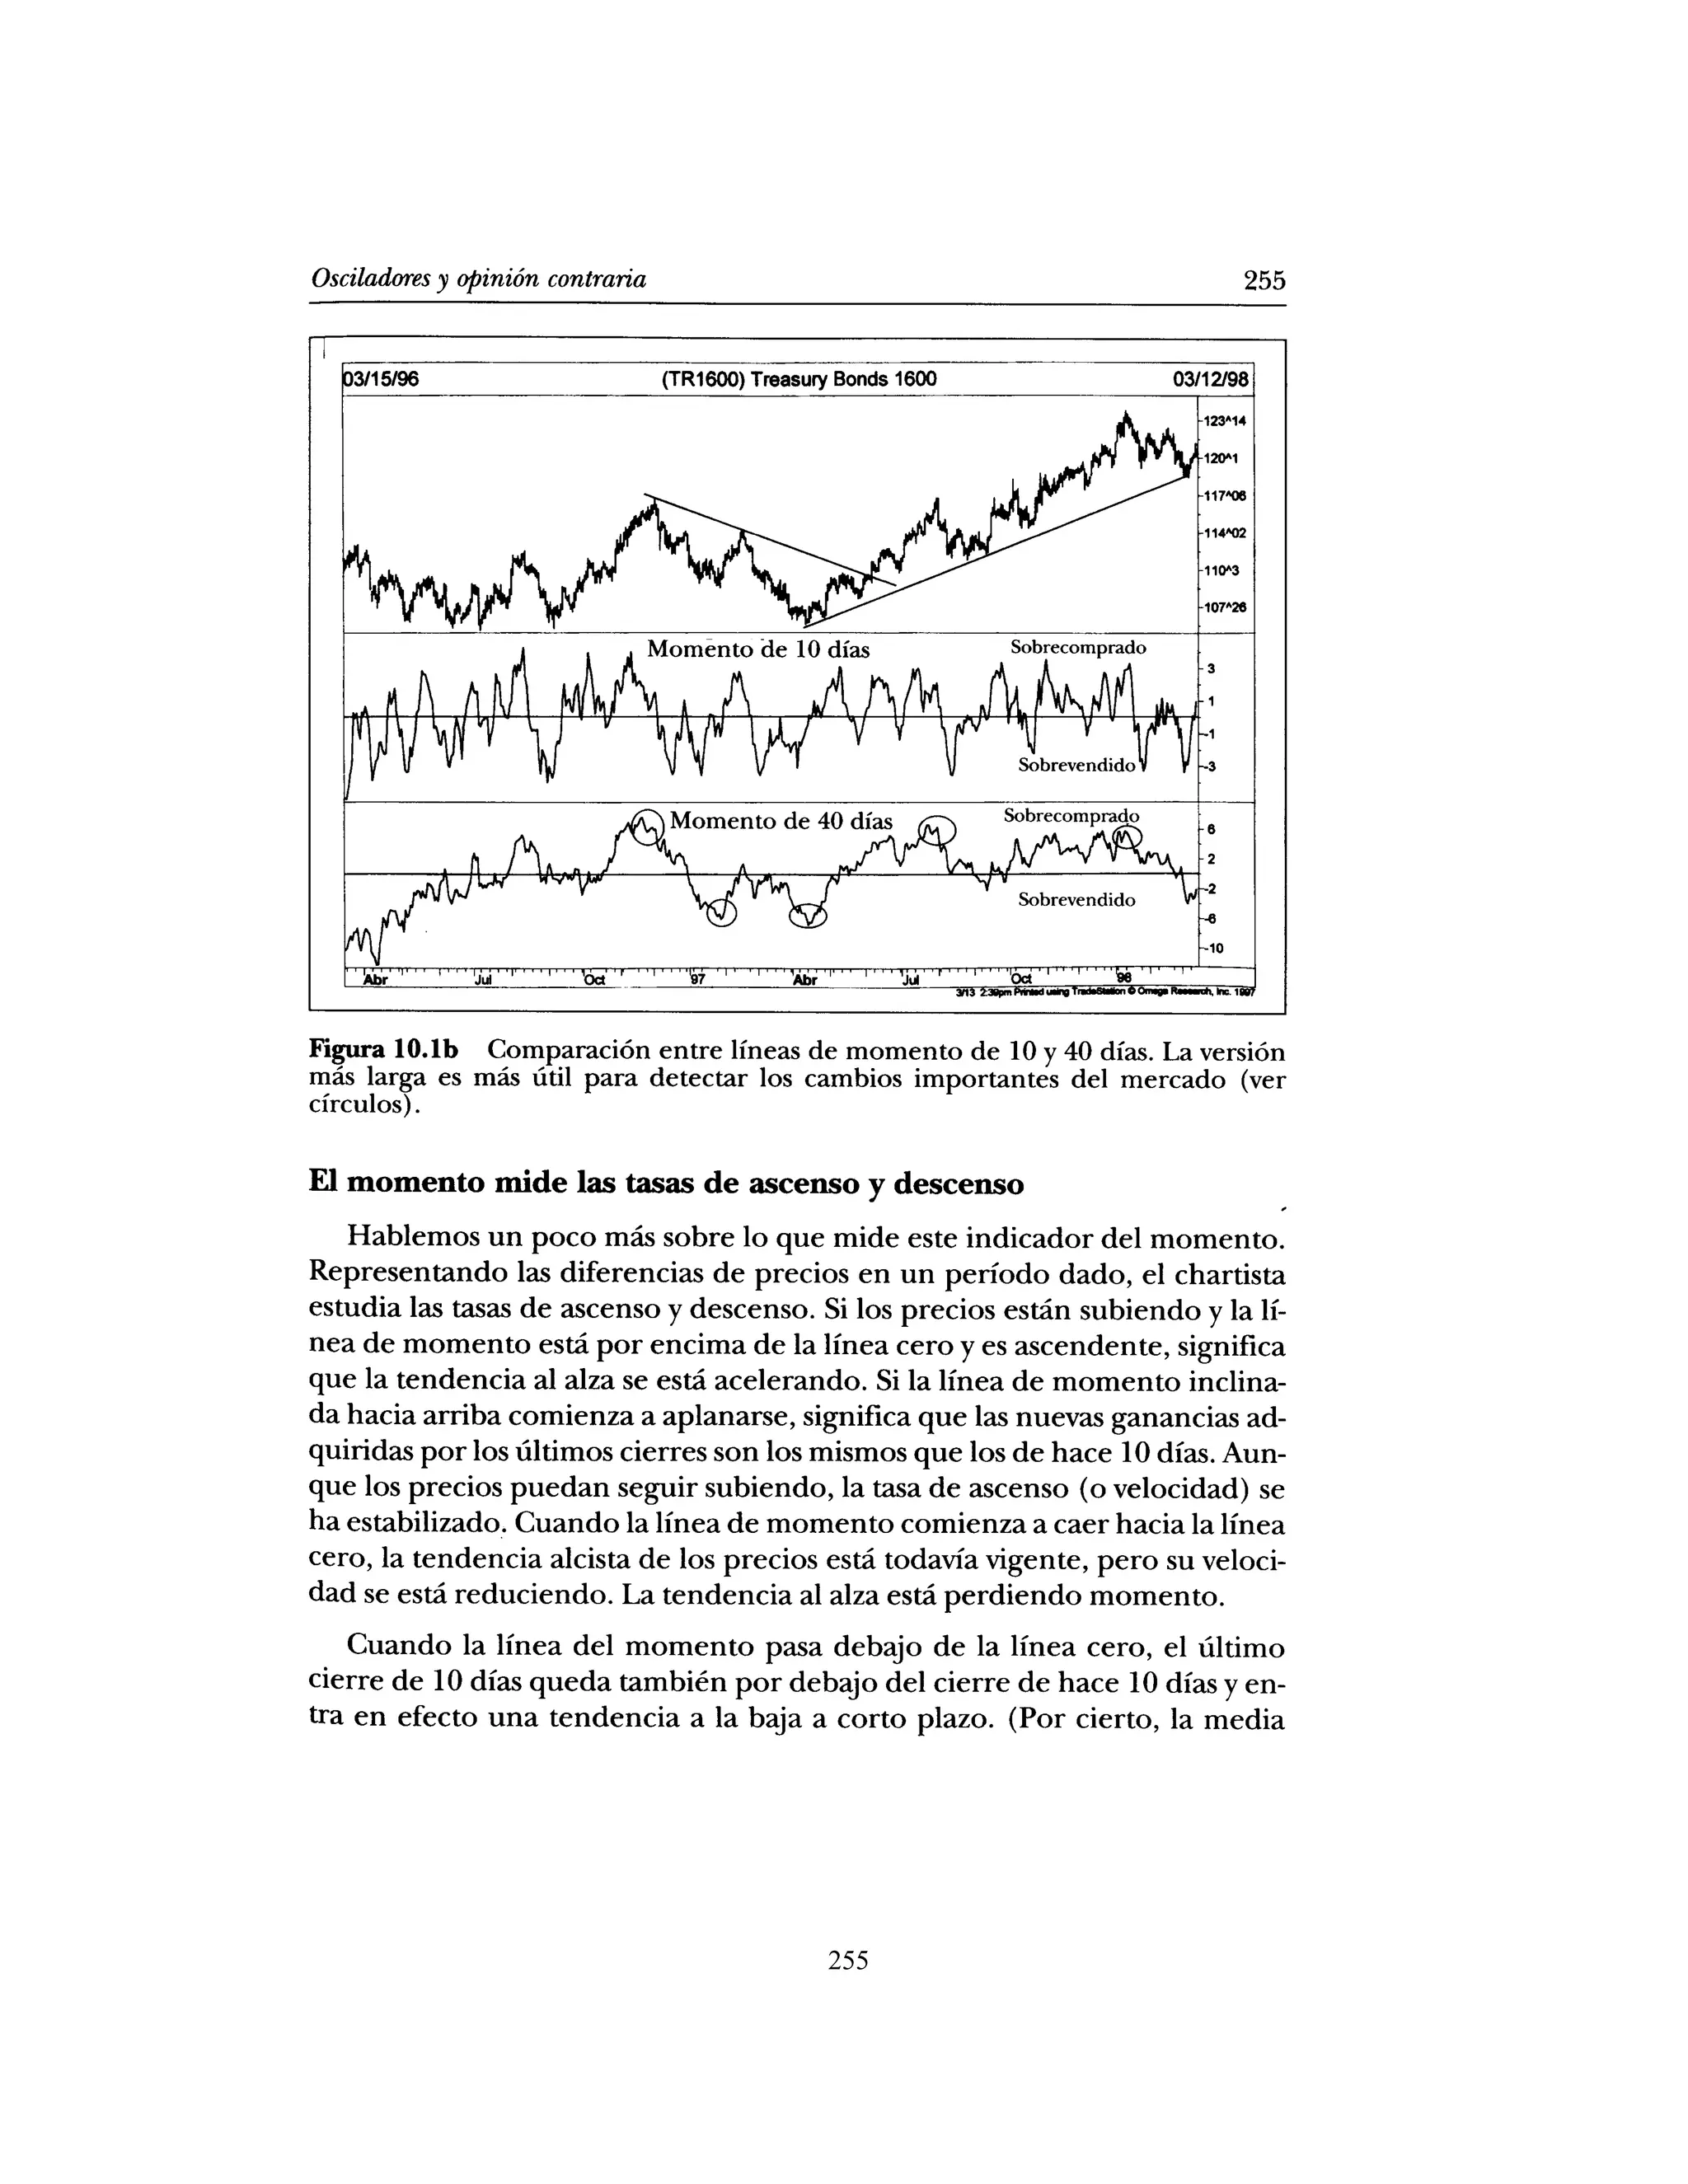 Osciladores y opinión contraria 255
03/15/96 (TR1600) Treasury Bonds 1600 03/12/98
123^14
120^1
117^06
114^02
110^3
107^26
Momento de 10 días Sobrecomprado
3
1
-1
Sobrevendido -3
Momento de 40 días Sobrecomprado
6
2
-2
Sobrevendido
-6
-10
Abr Jul Oct '97 Abr Jul Oct 98
3/13 2:39pm Printed using TradeStation © Omega Research, Inc. 1997
Figura 10.1b Comparación entre líneas de momento de 10 y 40 días. La versión
más larga es más útil para detectar los cambios importantes del mercado (ver
círculos).
El momento mide las tasas de ascenso y descenso
Hablemos un poco más sobre lo que mide este indicador del momento.
Representando las diferencias de precios en un período dado, el chartista
estudia las tasas de ascenso y descenso. Si los precios están subiendo y la lí-
nea de momento está por encima de la línea cero y es ascendente, significa
que la tendencia al alza se está acelerando. Si la línea de momento inclina-
da hacia arriba comienza a aplanarse, significa que las nuevas ganancias ad-
quiridas por los últimos cierres son los mismos que los de hace 10 días. Aun-
que los precios puedan seguir subiendo, la tasa de ascenso (o velocidad) se
ha estabilizado. Cuando la línea de momento comienza a caer hacia la línea
cero, la tendencia alcista de los precios está todavía vigente, pero su veloci-
dad se está reduciendo. La tendencia al alza está perdiendo momento.
Cuando la línea del momento pasa debajo de la línea cero, el último
cierre de 10 días queda también por debajo del cierre de hace 10 días y en-
tra en efecto una tendencia a la baja a corto plazo. (Por cierto, la media
255